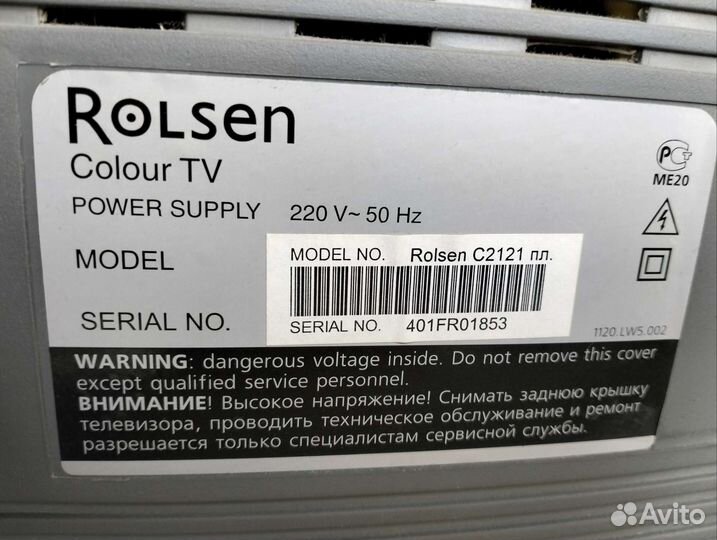 Rolsen
Colour TV
POWER SUPPLY 220 V~ 50 Hz
MODEL
MODEL NO. Rolsen C2121 пл.
SERIAL NO.
SERIAL NO. 401FR01853
РСТ
ME20
1120.LW5.002
WARNING: dangerous voltage inside. Do not remove this cover
except qualified service personnel.
ВНИМАНИЕ! Высокое напряжение! Снимать заднюю крышку
телевизора, проводить техническое обслуживание и ремонт
разрешается только специалистам сервисной службы.
Avito